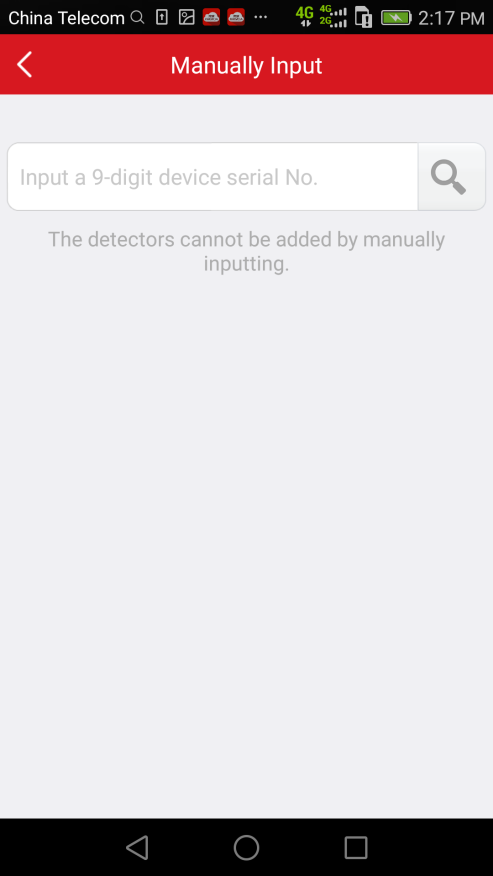 China Telecom 4G 4G 2G 2:17 PM
Manually Input
Input a 9-digit device serial No.
The detectors cannot be added by manually
inputting.